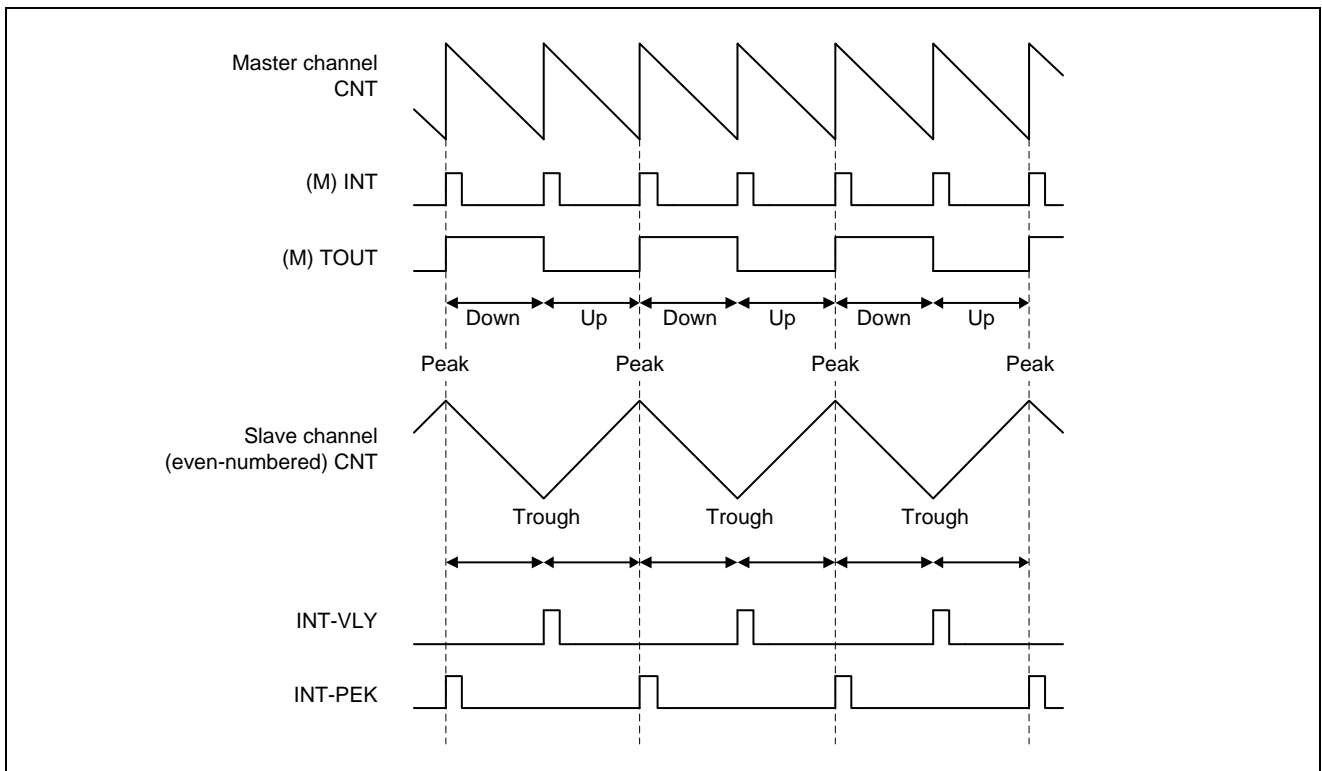 Master channel
CNT
(M) INT
(M) TOUT
Down Up Down Up Down Up
Peak Peak Peak Peak
Slave channel
(even-numbered) CNT
Trough Trough Trough
INT-VLY
INT-PEK